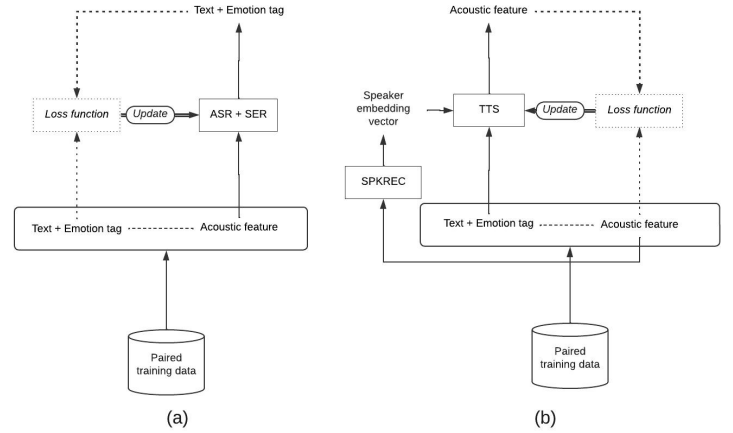 Text + Emotion tag
Loss function
Update
ASR + SER
Text + Emotion tag
Acoustic feature
Paired
training data
(a)
Acoustic feature
Speaker
embedding
vector
TTS
Update
Loss function
SPKREC
Text + Emotion tag
Acoustic feature
Paired
training data
(b)